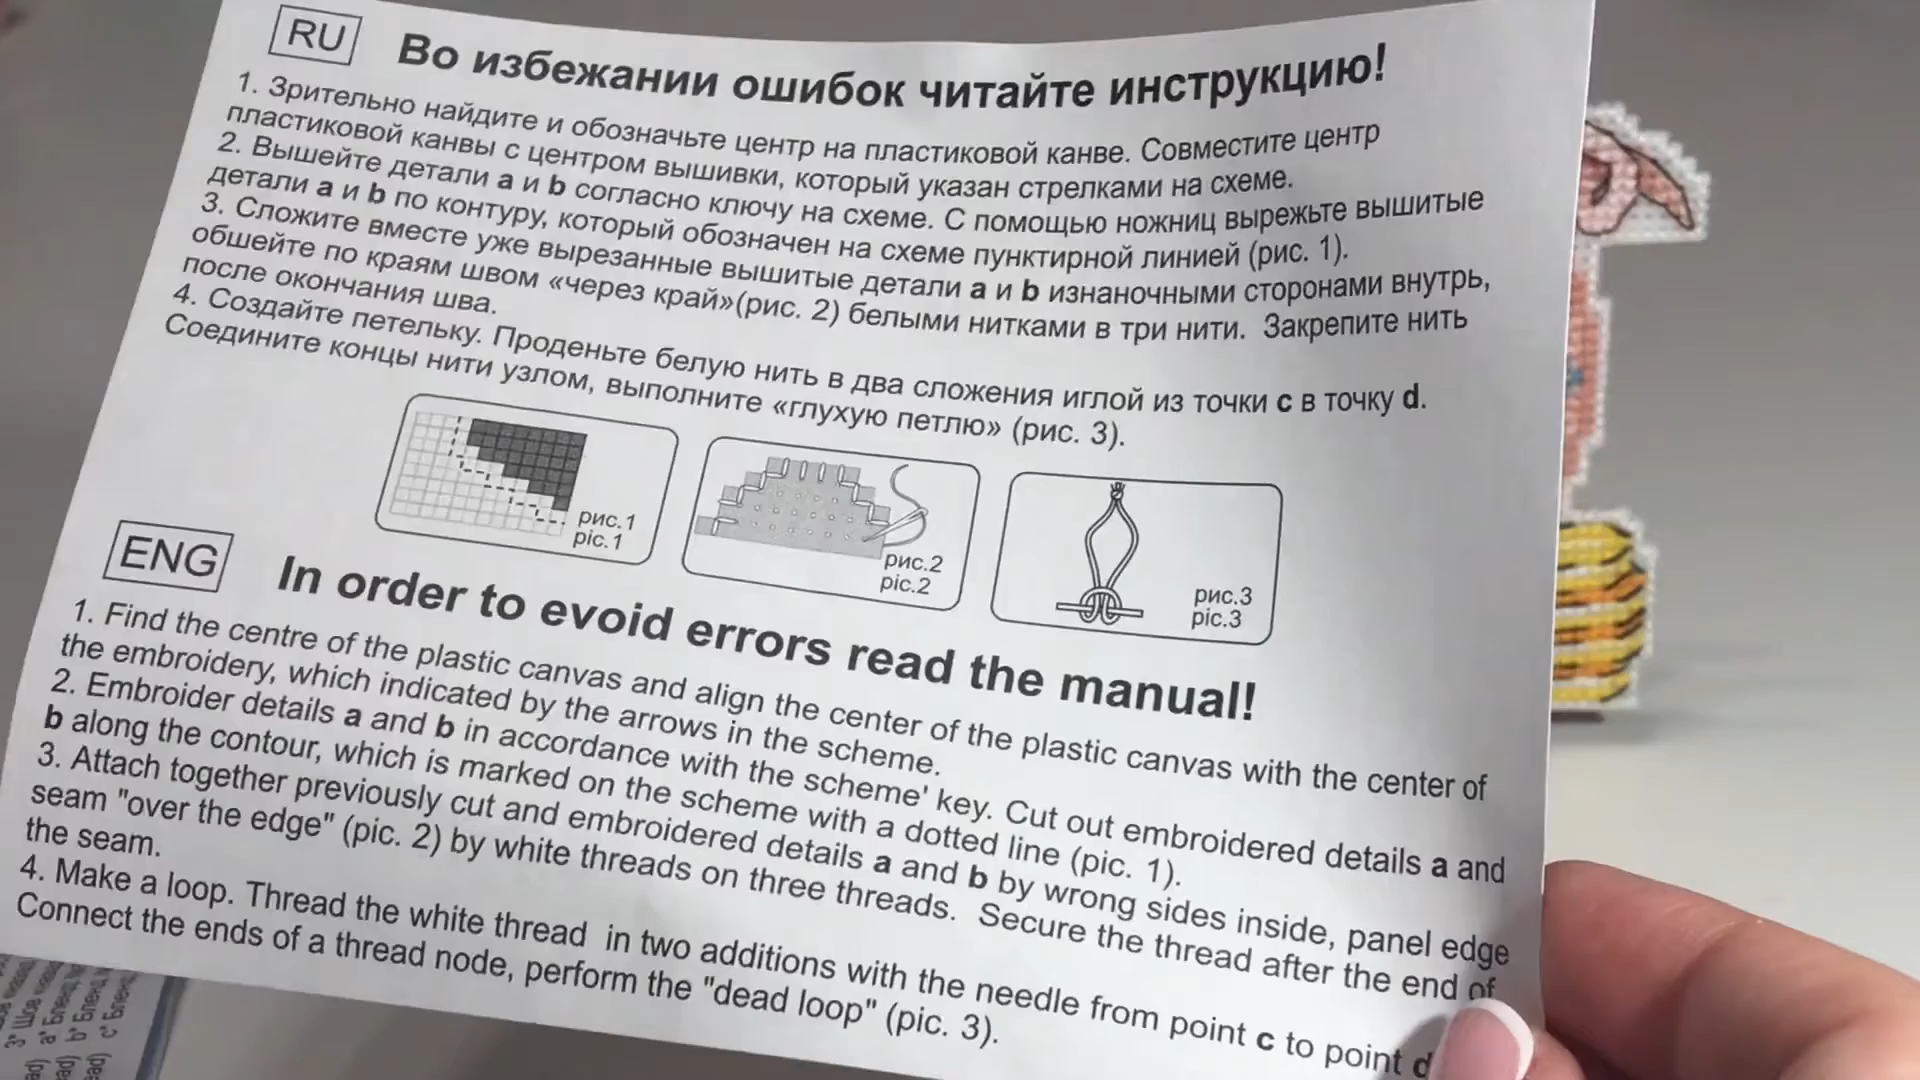 RU
Во избежании ошибок читайте инструкцию!
1. Зрительно найдите и обозначьте центр на пластиковой канве. Совместите центр
пластиковой канвы с центром вышивки, который указан стрелками на схеме.
2. Вышейте детали a и b согласно ключу на схеме. С помощью ножниц вырежьте вышитые
детали a и b по контуру, который обозначен на схеме пунктирной линией (рис. 1).
3. Сложите вместе уже вырезанные вышитые детали a и b изнаночными сторонами внутрь,
обшейте по краям швом «через край»(рис. 2) белыми нитками в три нити. Закрепите нить
после окончания шва.
4. Создайте петельку. Проденьте белую нить в два сложения иглой из точки c в точку d.
Соедините концы нити узлом, выполните «глухую петлю» (рис. 3).
рис.1
pic.1
рис.2
pic.2
рис.3
pic.3
ENG
In order to evoid errors read the manual!
1. Find the centre of the plastic canvas and align the center of the plastic canvas with the center of
the embroidery, which indicated by the arrows in the scheme.
2. Embroider details a and b in accordance with the scheme' key. Cut out embroidered details a and
b along the contour, which is marked on the scheme with a dotted line (pic. 1).
3. Attach together previously cut and embroidered details a and b by wrong sides inside, panel edge
seam "over the edge" (pic. 2) by white threads on three threads. Secure the thread after the end of
the seam.
4. Make a loop. Thread the white thread in two additions with the needle from point c to point d
Connect the ends of a thread node, perform the "dead loop" (pic. 3).